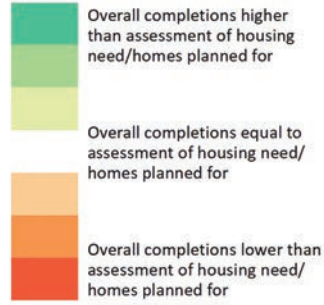 Overall completions higher
than assessment of housing
need/homes planned for
Overall completions equal to
assessment of housing need/
homes planned for
Overall completions lower than
assessment of housing need/
homes planned for